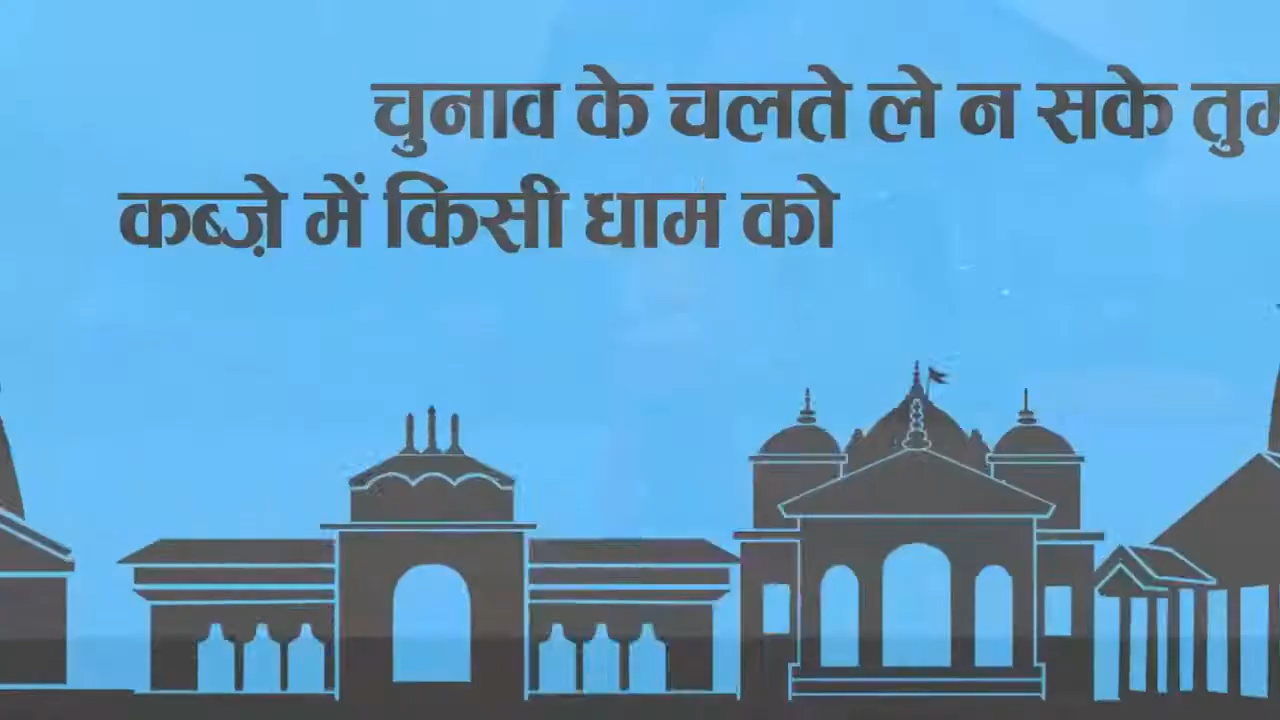 चुनाव के चलते ले न सके
कब्ज़े में किसी धाम को